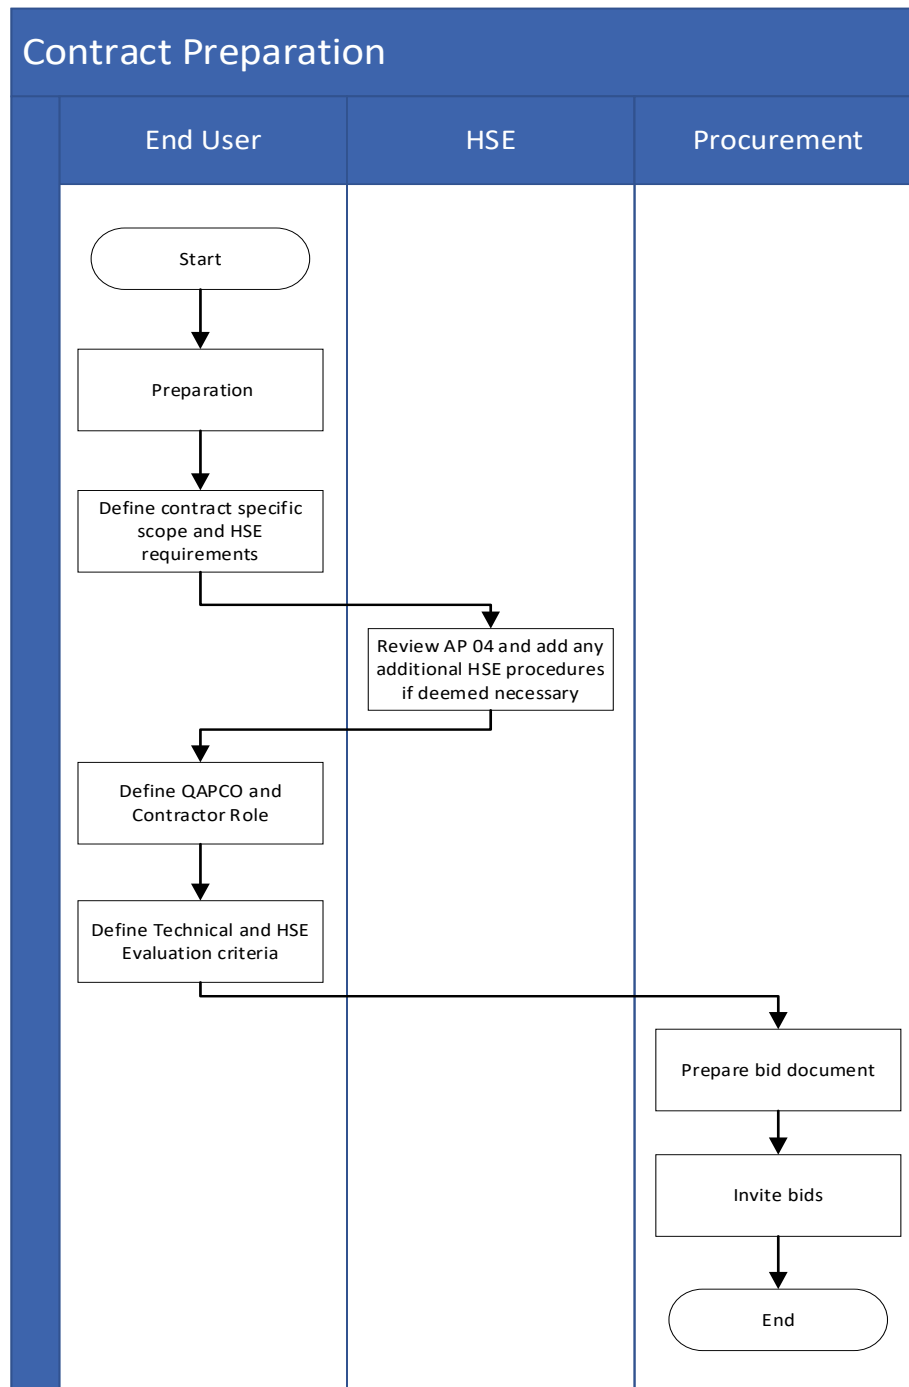 Contract Preparation
End User
HSE
Procurement
Start
Preparation
Define contract specific
scope and HSE
requirements
Review AP 04 and add any
additional HSE procedures
if deemed necessary
Define QAPCO and
Contractor Role
Define Technical and HSE
Evaluation criteria
Prepare bid document
Invite bids
End